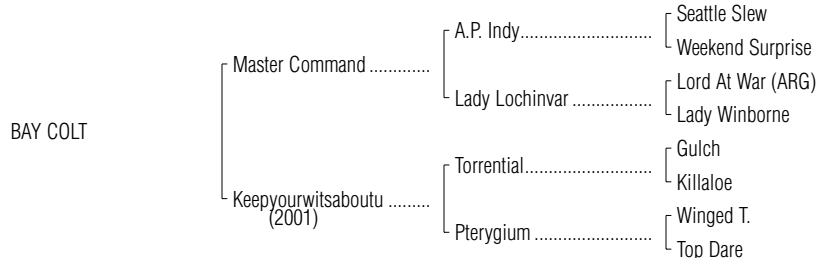 Seattle Slew
A.P. Indy..............................
Weekend Surprise
Master Command .............
Lord At War (ARG)
Lady Lochinvar ..................
Lady Winborne
BAY COLT
Gulch
Torrential.............................
Killaloe
Keepyourwitsaboutu .........
(2001)
Winged T.
Pterygium ...........................
Top Dare